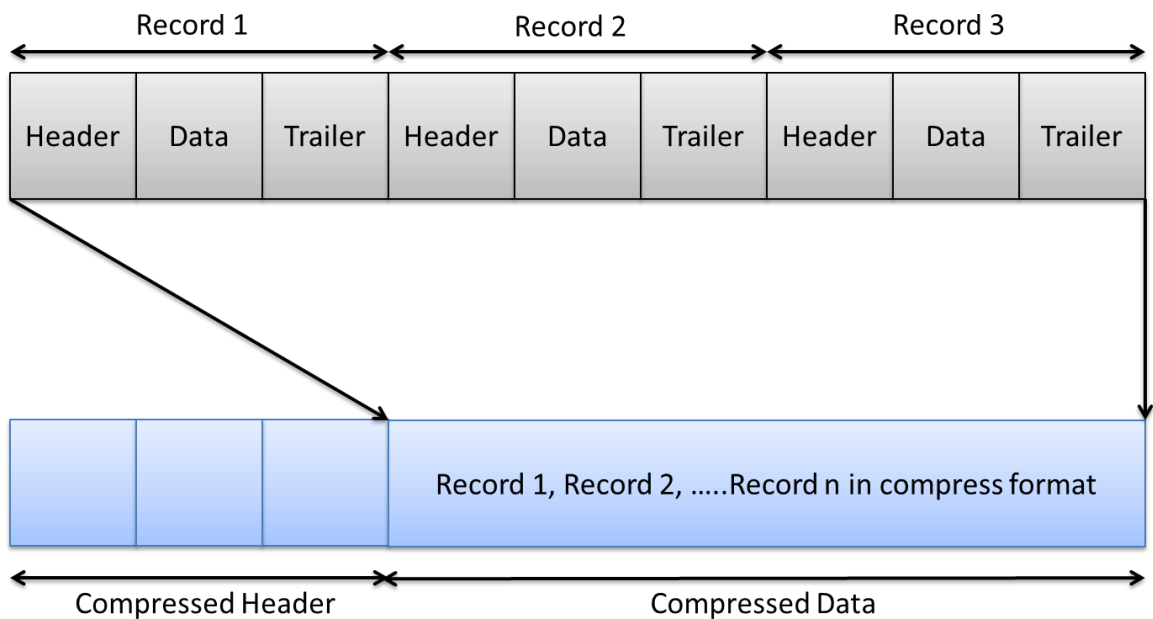 Record 1 Record 2 Record 3
Header Data Trailer Header Data Trailer Header Data Trailer
Record 1, Record 2, .....Record n in compress format
Compressed Header Compressed Data